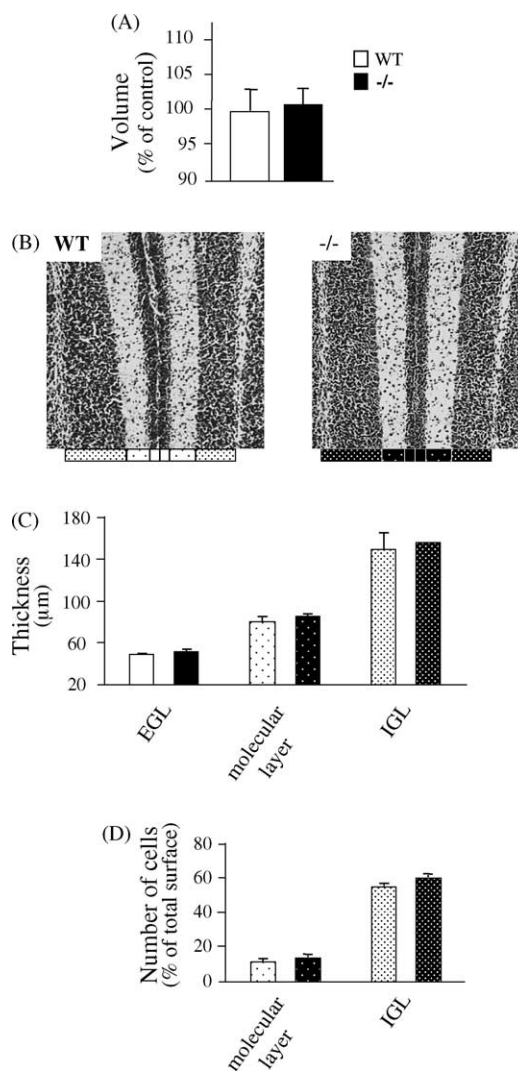 (A)
110
105
100
95
90
Volume
(% of control)
WT
-/-
(B)
WT
-/-
(C)
180
140
100
60
20
Thickness
(µm)
EGL
molecular
layer
IGL
(D)
80
60
40
20
0
Number of cells
(% of total surface)
molecular
layer
IGL